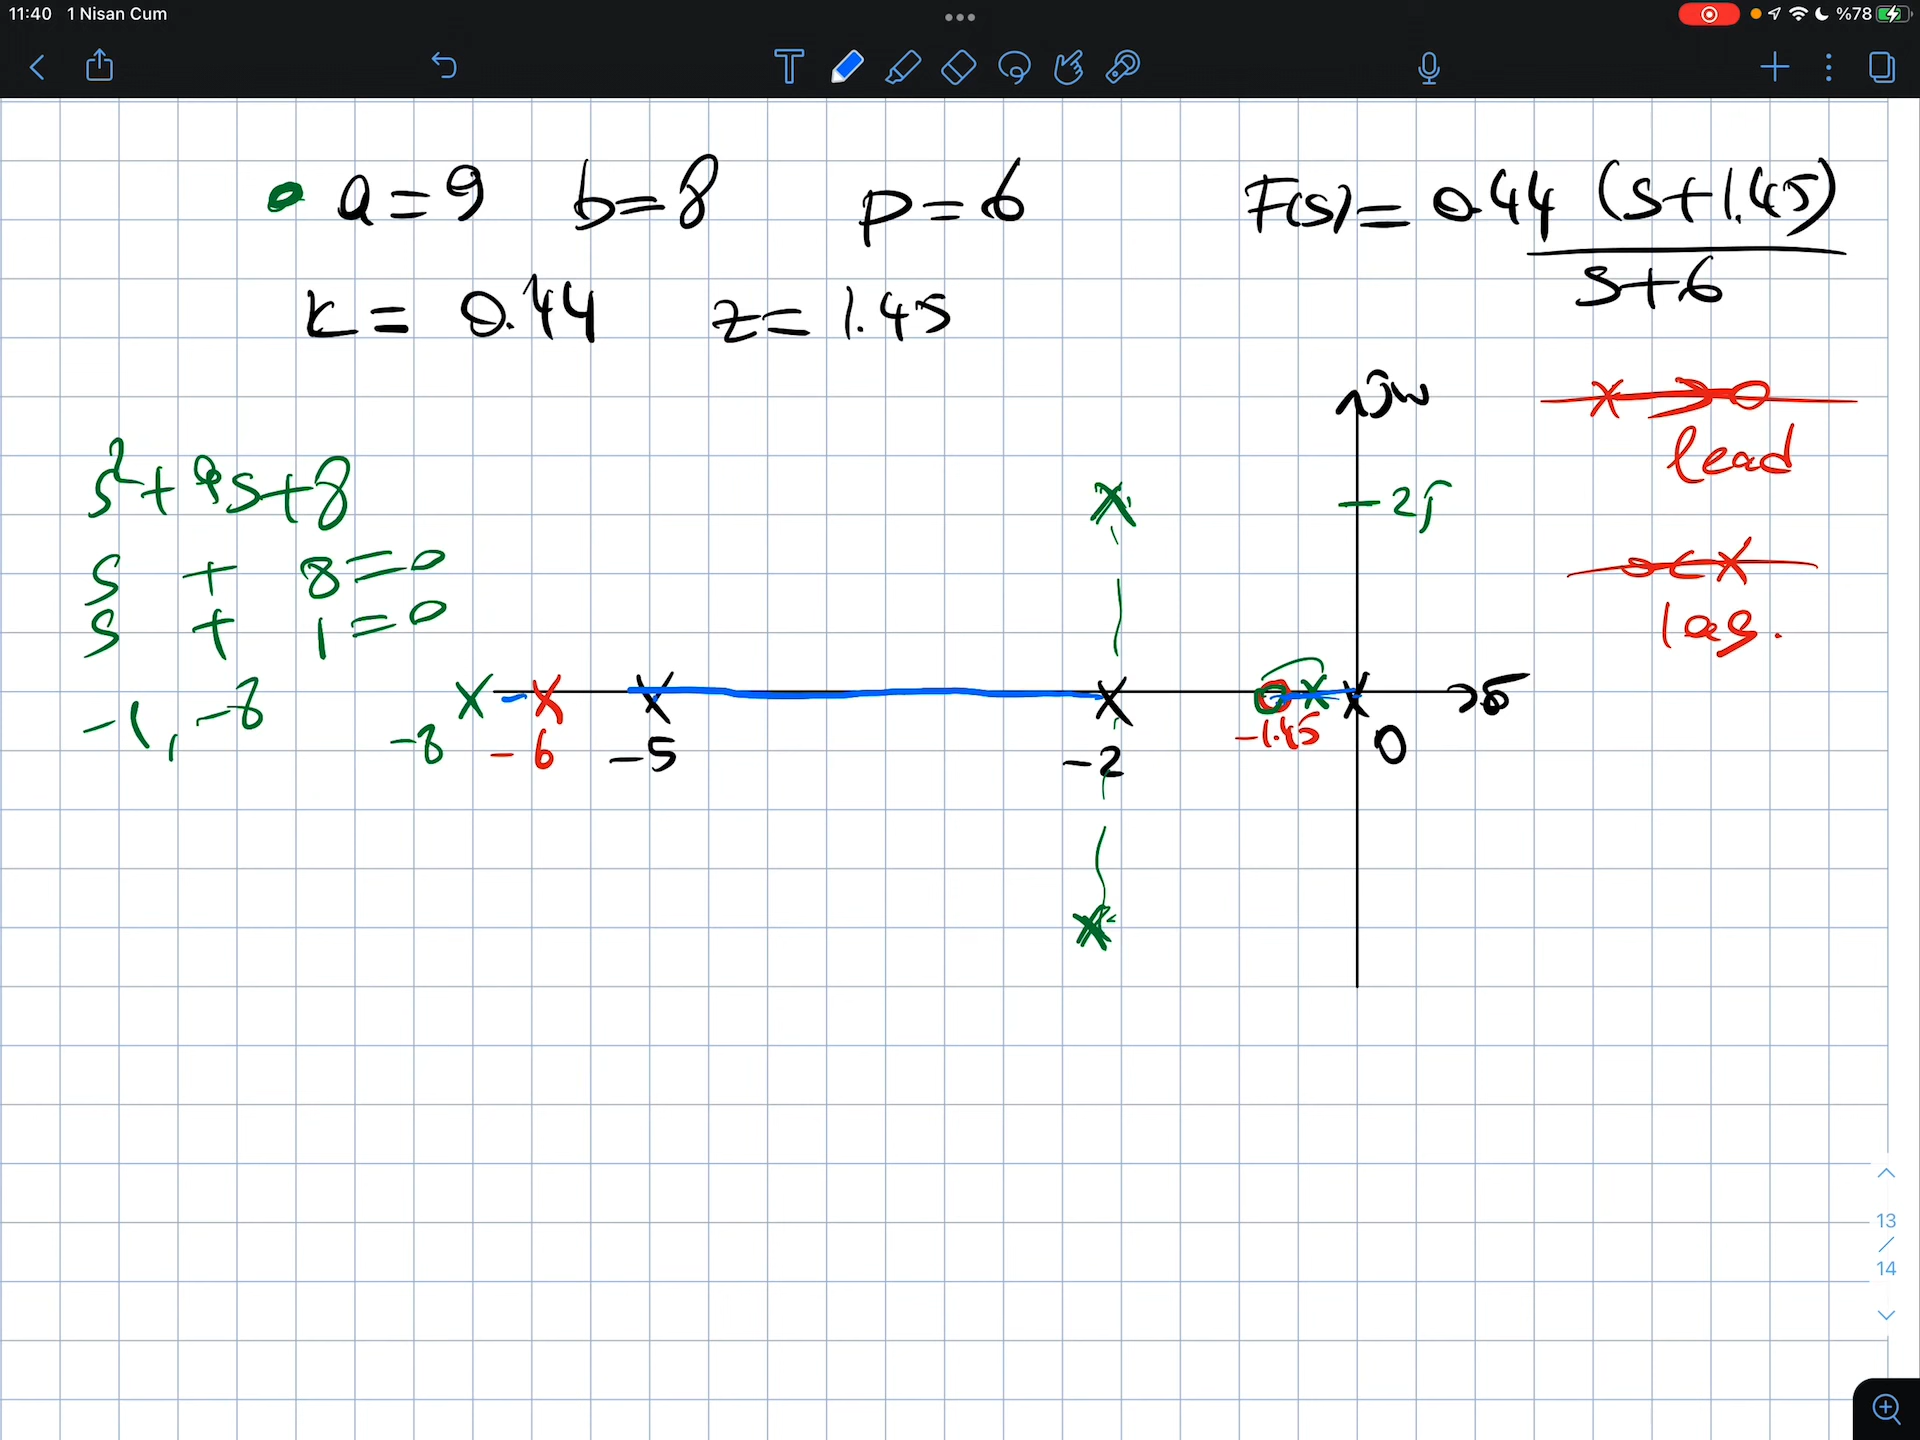 11:40 1 Nisan Cum
%78
a=9 b=8 p=6
F(s)= 0.44 (s+1.45)
s+6
k= 0.44 z= 1.45
jw
lead
2j
s²+9s+8
s + 8=0
s + 1=0
lag.
-1, -8
-8 -6 -5 -2 -1.45 0
σ
13
/
14